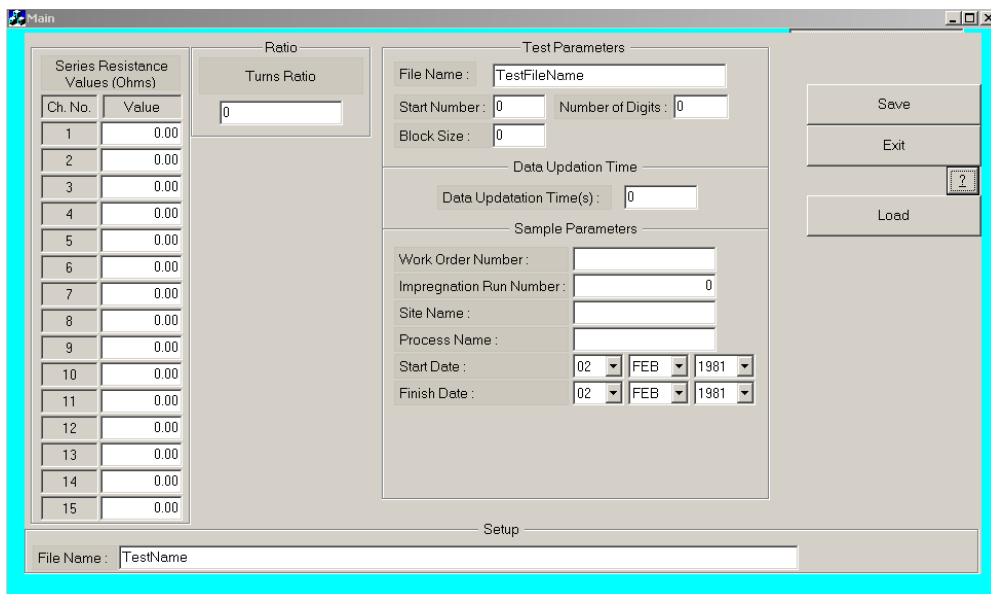 Main
Series Resistance
Values (Ohms)
Ch. No. Value
1 0.00
2 0.00
3 0.00
4 0.00
5 0.00
6 0.00
7 0.00
8 0.00
9 0.00
10 0.00
11 0.00
12 0.00
13 0.00
14 0.00
15 0.00
Ratio
Turns Ratio
0
Test Parameters
File Name : TestFileName
Start Number : 0 Number of Digits : 0
Block Size : 0
Data Updation Time
Data Updatation Time(s) : 0
Sample Parameters
Work Order Number :
Impregnation Run Number : 0
Site Name :
Process Name :
Start Date : 02 FEB 1981
Finish Date : 02 FEB 1981
Save
Exit
?
Load
Setup
File Name : TestName